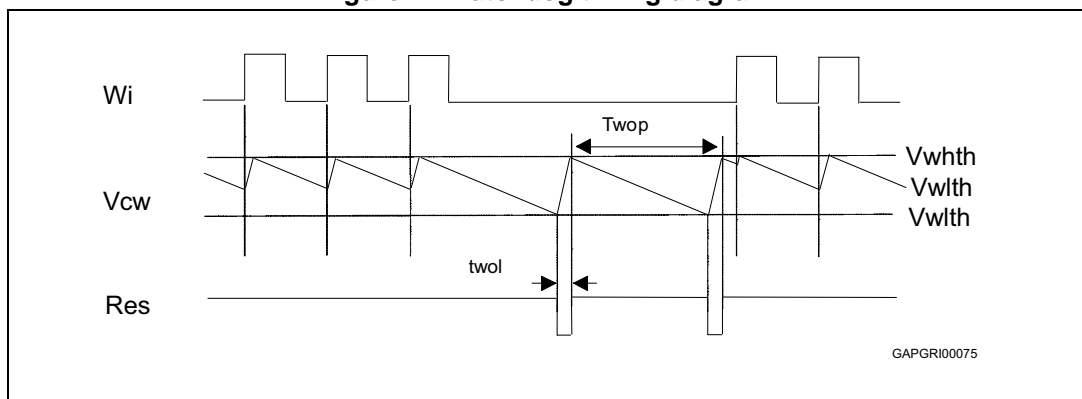 Wi
Twop
Vwhth
Vwlth
Vcw
Vwlth
twol
Res
GAPGRI00075